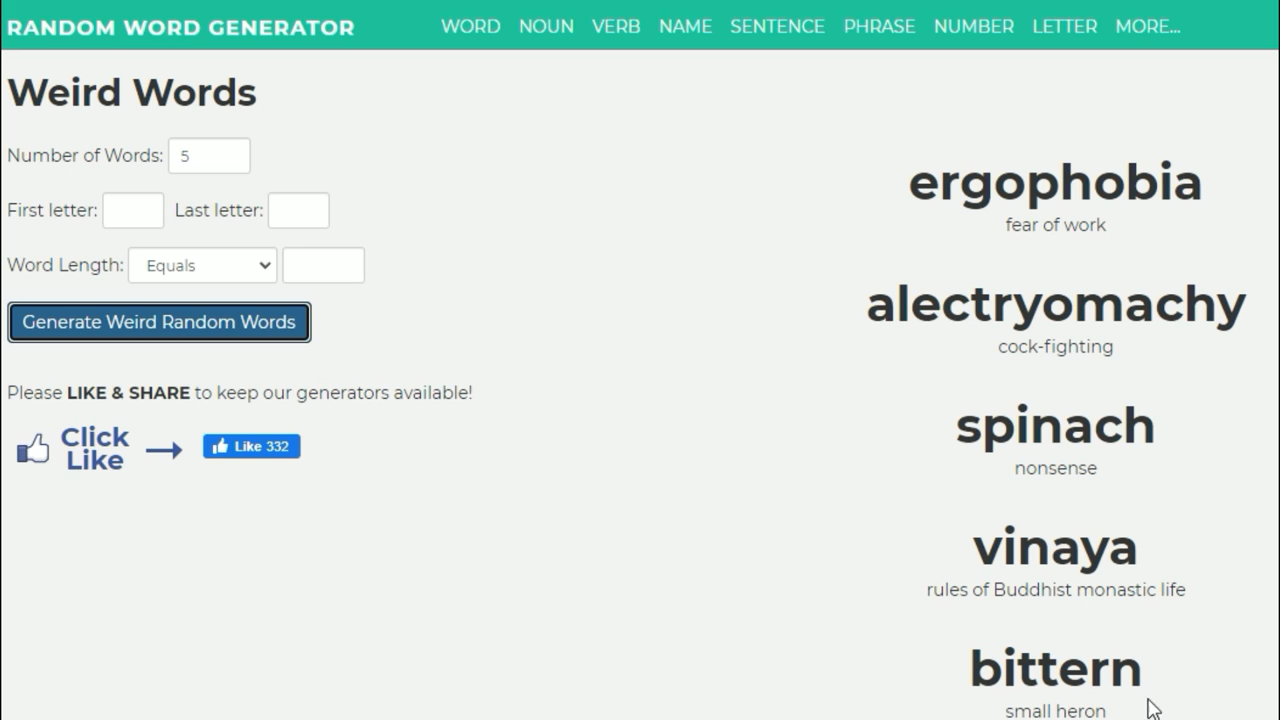 RANDOM WORD GENERATOR WORD NOUN VERB NAME SENTENCE PHRASE NUMBER LETTER MORE...
Weird Words
Number of Words: 5
First letter: Last letter:
Word Length: Equals
Generate Weird Random Words
Please LIKE & SHARE to keep our generators available!
Click
Like
Like 332
ergophobia
fear of work
alectryomachy
cock-fighting
spinach
nonsense
vinaya
rules of Buddhist monastic life
bittern
small heron